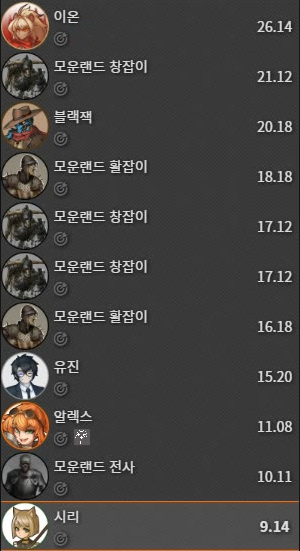 이온
26.14
모운랜드 창잡이
21.12
블랙잭
20.18
모운랜드 활잡이
18.18
모운랜드 창잡이
17.12
모운랜드 창잡이
17.12
모운랜드 활잡이
16.18
유진
15.20
알렉스
11.08
모운랜드 전사
10.11
시리
9.14